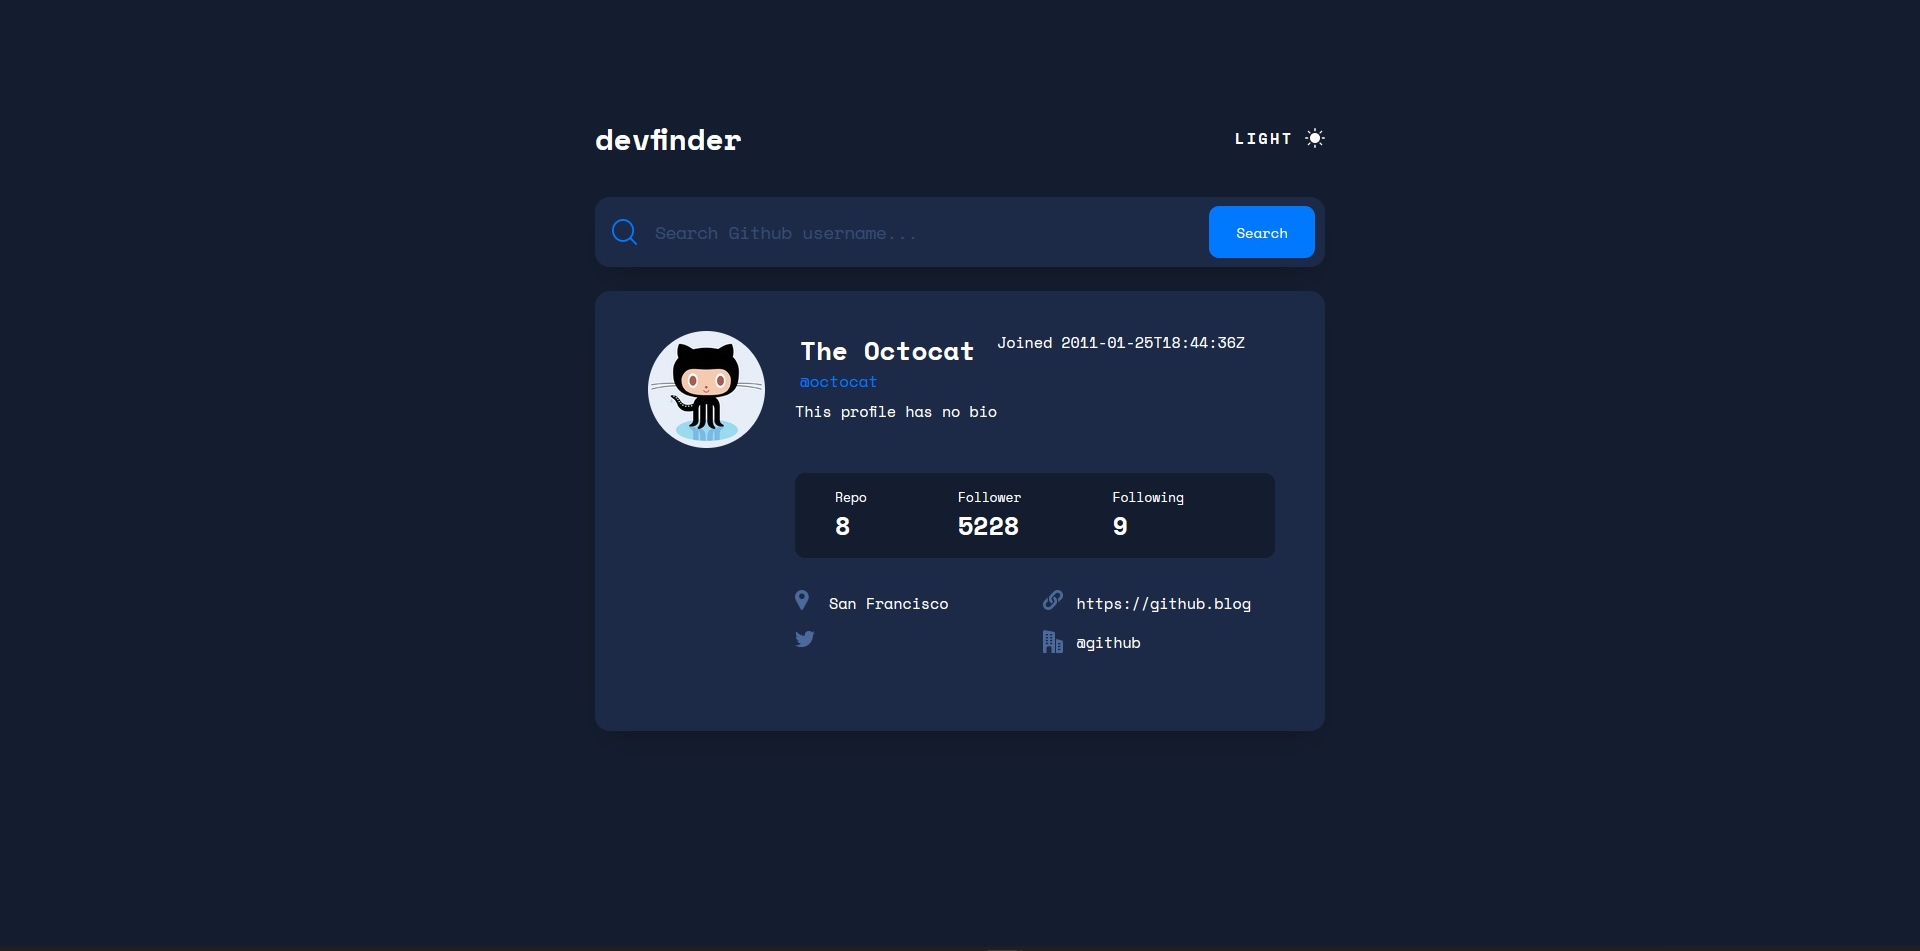 devfinder
LIGHT
Search Github username...
Search
The Octocat
Joined 2011-01-25T18:44:36Z
@octocat
This profile has no bio
Repo
Follower
Following
8
5228
9
San Francisco
https://github.blog
@github